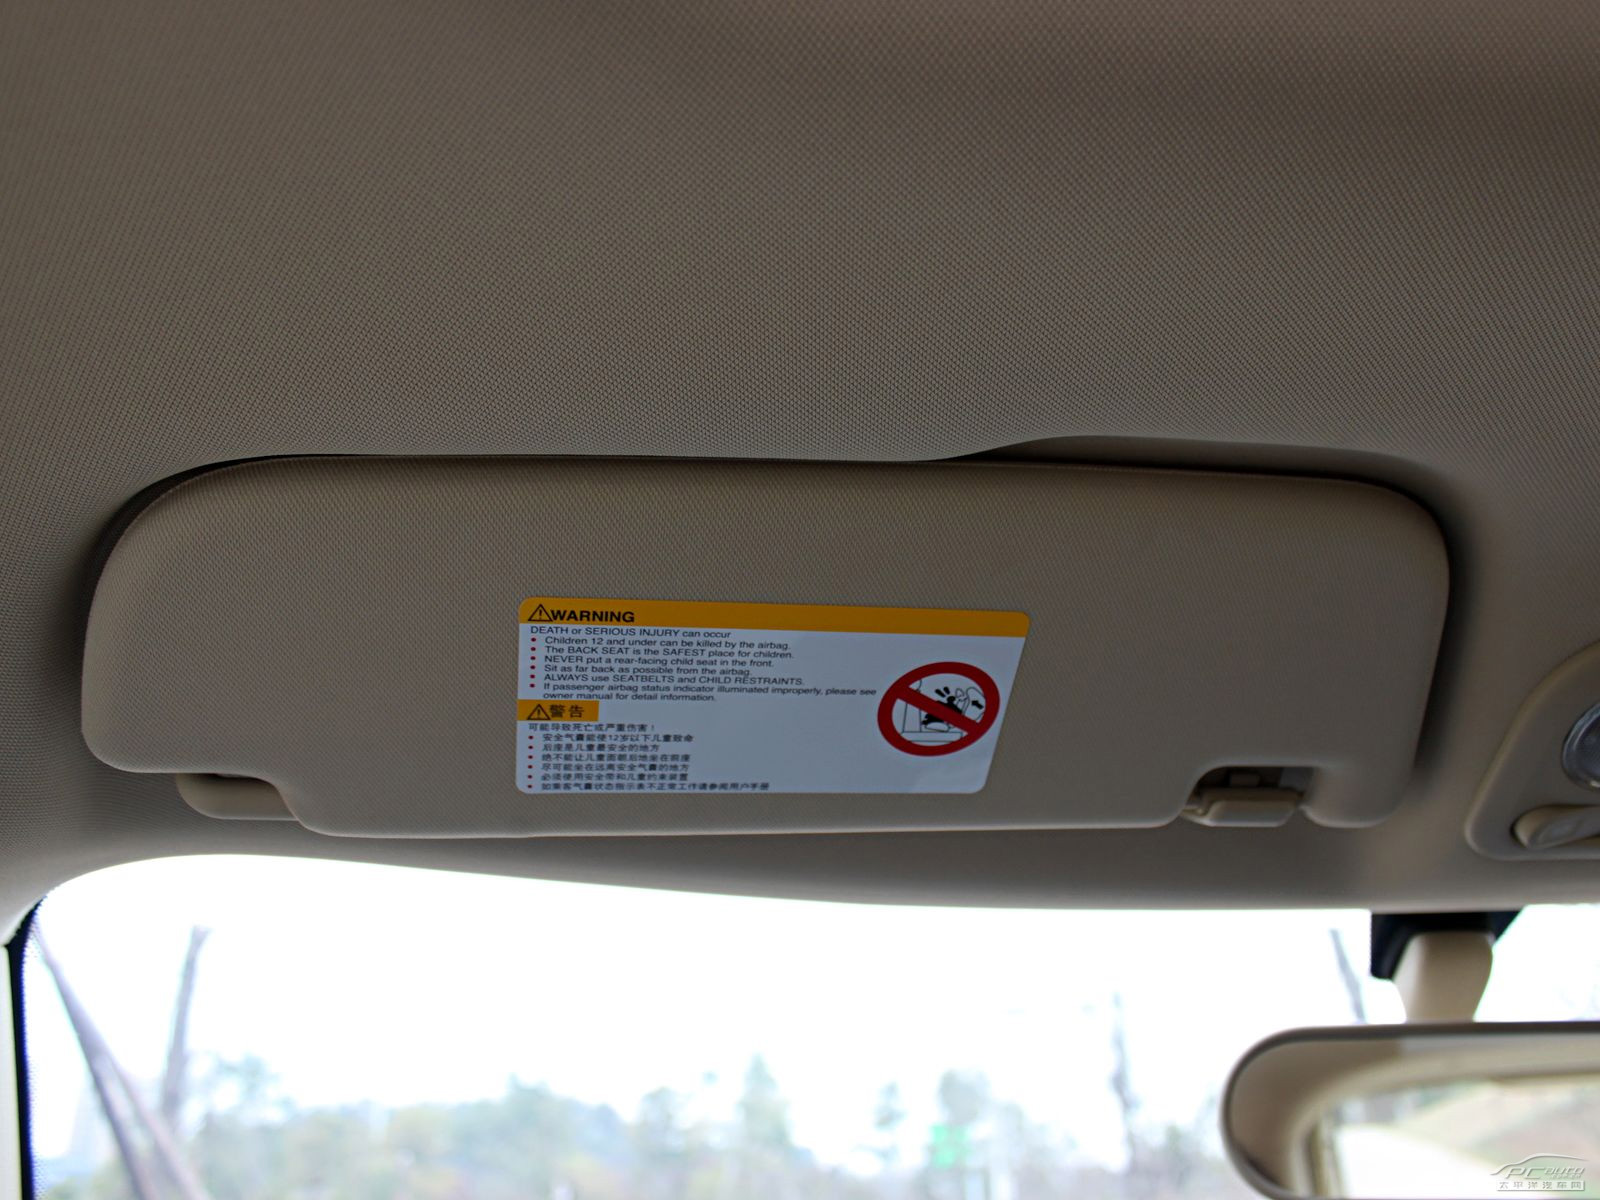 WARNING
DEATH or SERIOUS INJURY can occur
• Children 12 and under can be killed by the airbag.
• The BACK SEAT is the SAFEST place for children.
• NEVER put a rear-facing child seat in the front.
• Sit as far back as possible from the airbag.
• ALWAYS use SEATBELTS and CHILD RESTRAINTS.
• If passenger airbag status indicator illuminated improperly, please see
owner manual for detail information.
警告
可能导致死亡或严重伤害！
• 安全气囊能使12岁以下儿童致命
• 后座是儿童最安全的地方
• 绝不能让儿童面朝后地坐在前座
• 尽可能坐在远离安全气囊的地方
• 必须使用安全带和儿童约束装置
• 如乘客气囊状态指示表不正常工作请参阅用户手册
PCauto
太平洋汽车网